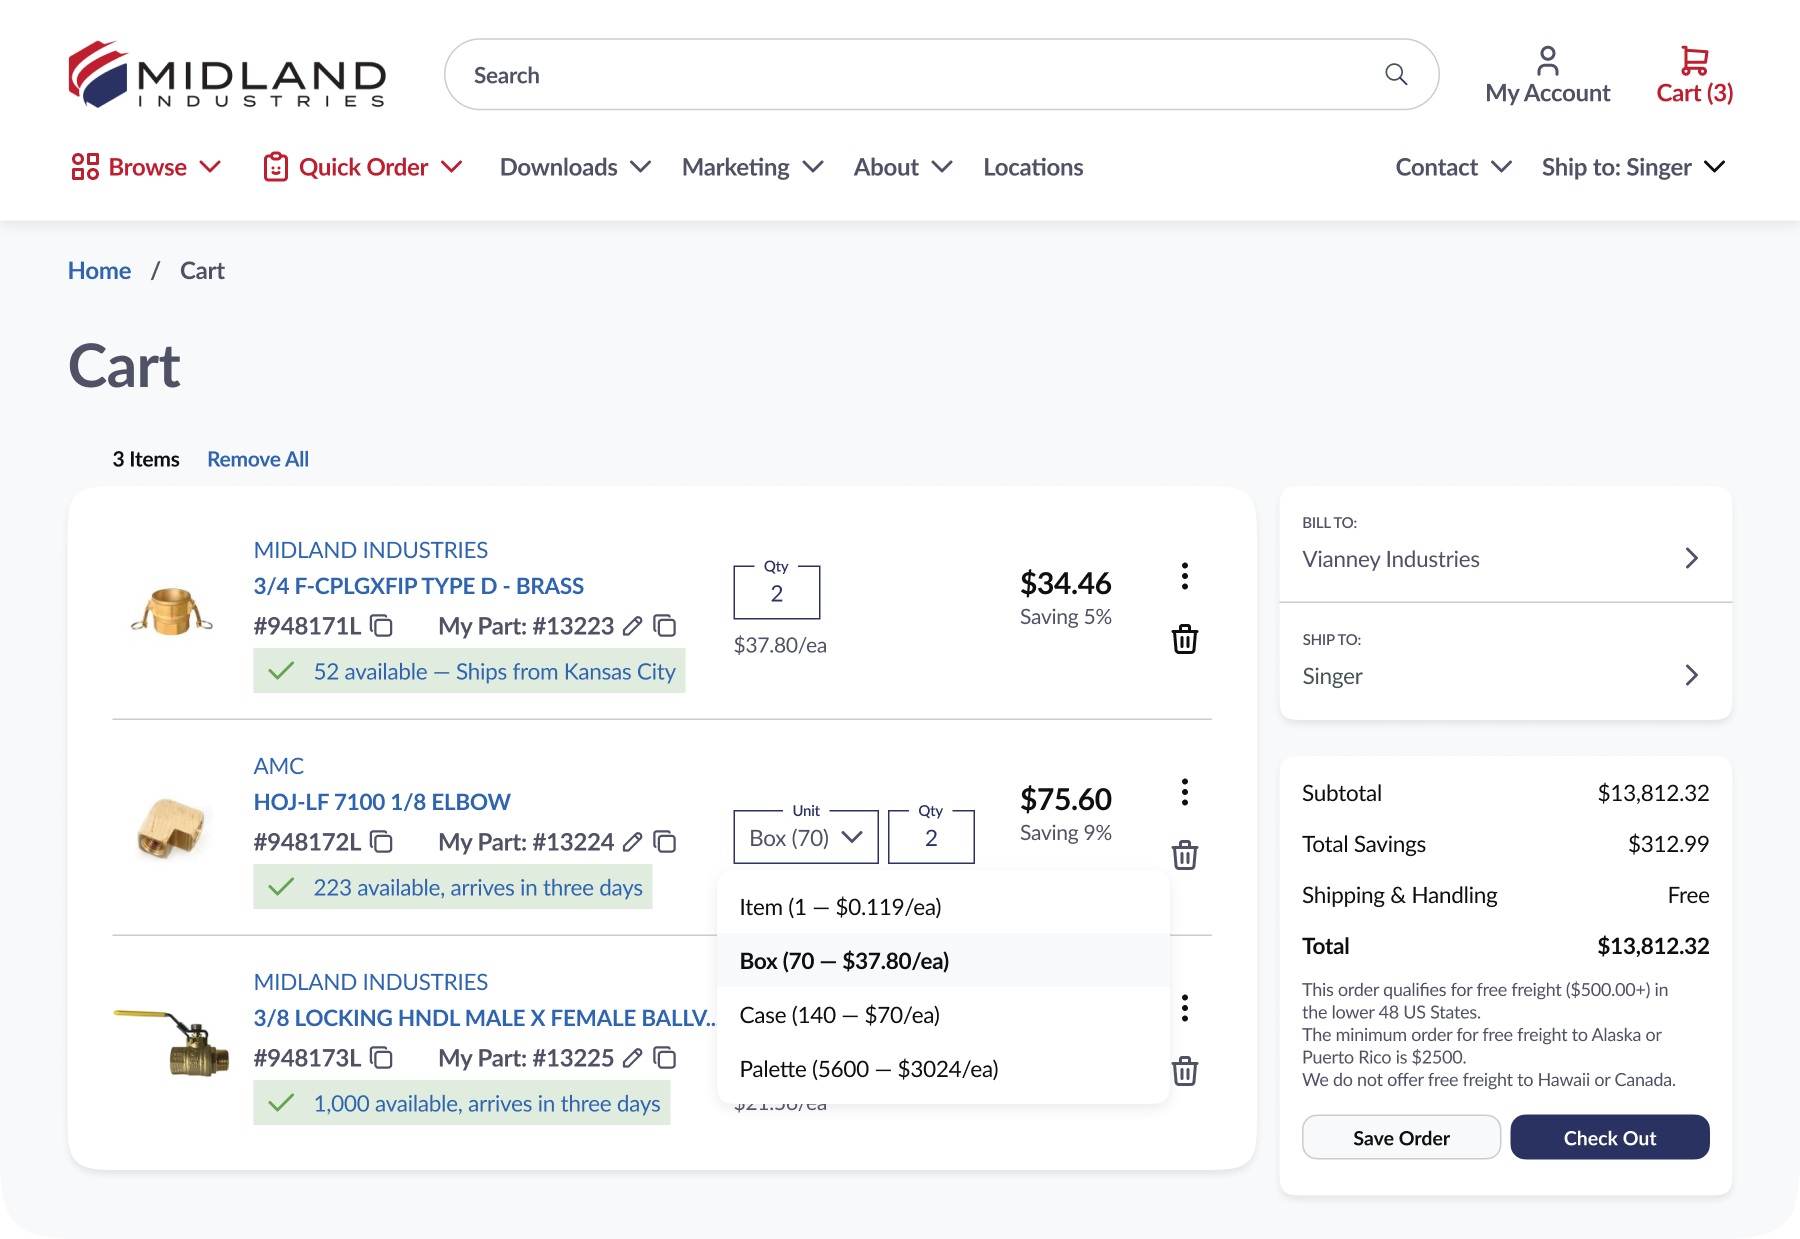 MIDLAND
INDUSTRIES
Search
My Account
Cart (3)
Browse
Quick Order
Downloads
Marketing
About
Locations
Contact
Ship to: Singer
Home / Cart
Cart
3 Items
Remove All
MIDLAND INDUSTRIES
3/4 F-CPLGXFIP TYPE D - BRASS
#948171L
My Part: #13223
52 available — Ships from Kansas City
Qty
2
$37.80/ea
$34.46
Saving 5%
AMC
HOJ-LF 7100 1/8 ELBOW
#948172L
My Part: #13224
223 available, arrives in three days
Unit
Box (70)
Qty
2
$75.60
Saving 9%
Item (1 — $0.119/ea)
Box (70 — $37.80/ea)
Case (140 — $70/ea)
Palette (5600 — $3024/ea)
MIDLAND INDUSTRIES
3/8 LOCKING HNDL MALE X FEMALE BALLV...
#948173L
My Part: #13225
1,000 available, arrives in three days
BILL TO:
Vianney Industries
SHIP TO:
Singer
Subtotal
$13,812.32
Total Savings
$312.99
Shipping & Handling
Free
Total
$13,812.32
This order qualifies for free freight ($500.00+) in
the lower 48 US States.
The minimum order for free freight to Alaska or
Puerto Rico is $2500.
We do not offer free freight to Hawaii or Canada.
Save Order
Check Out